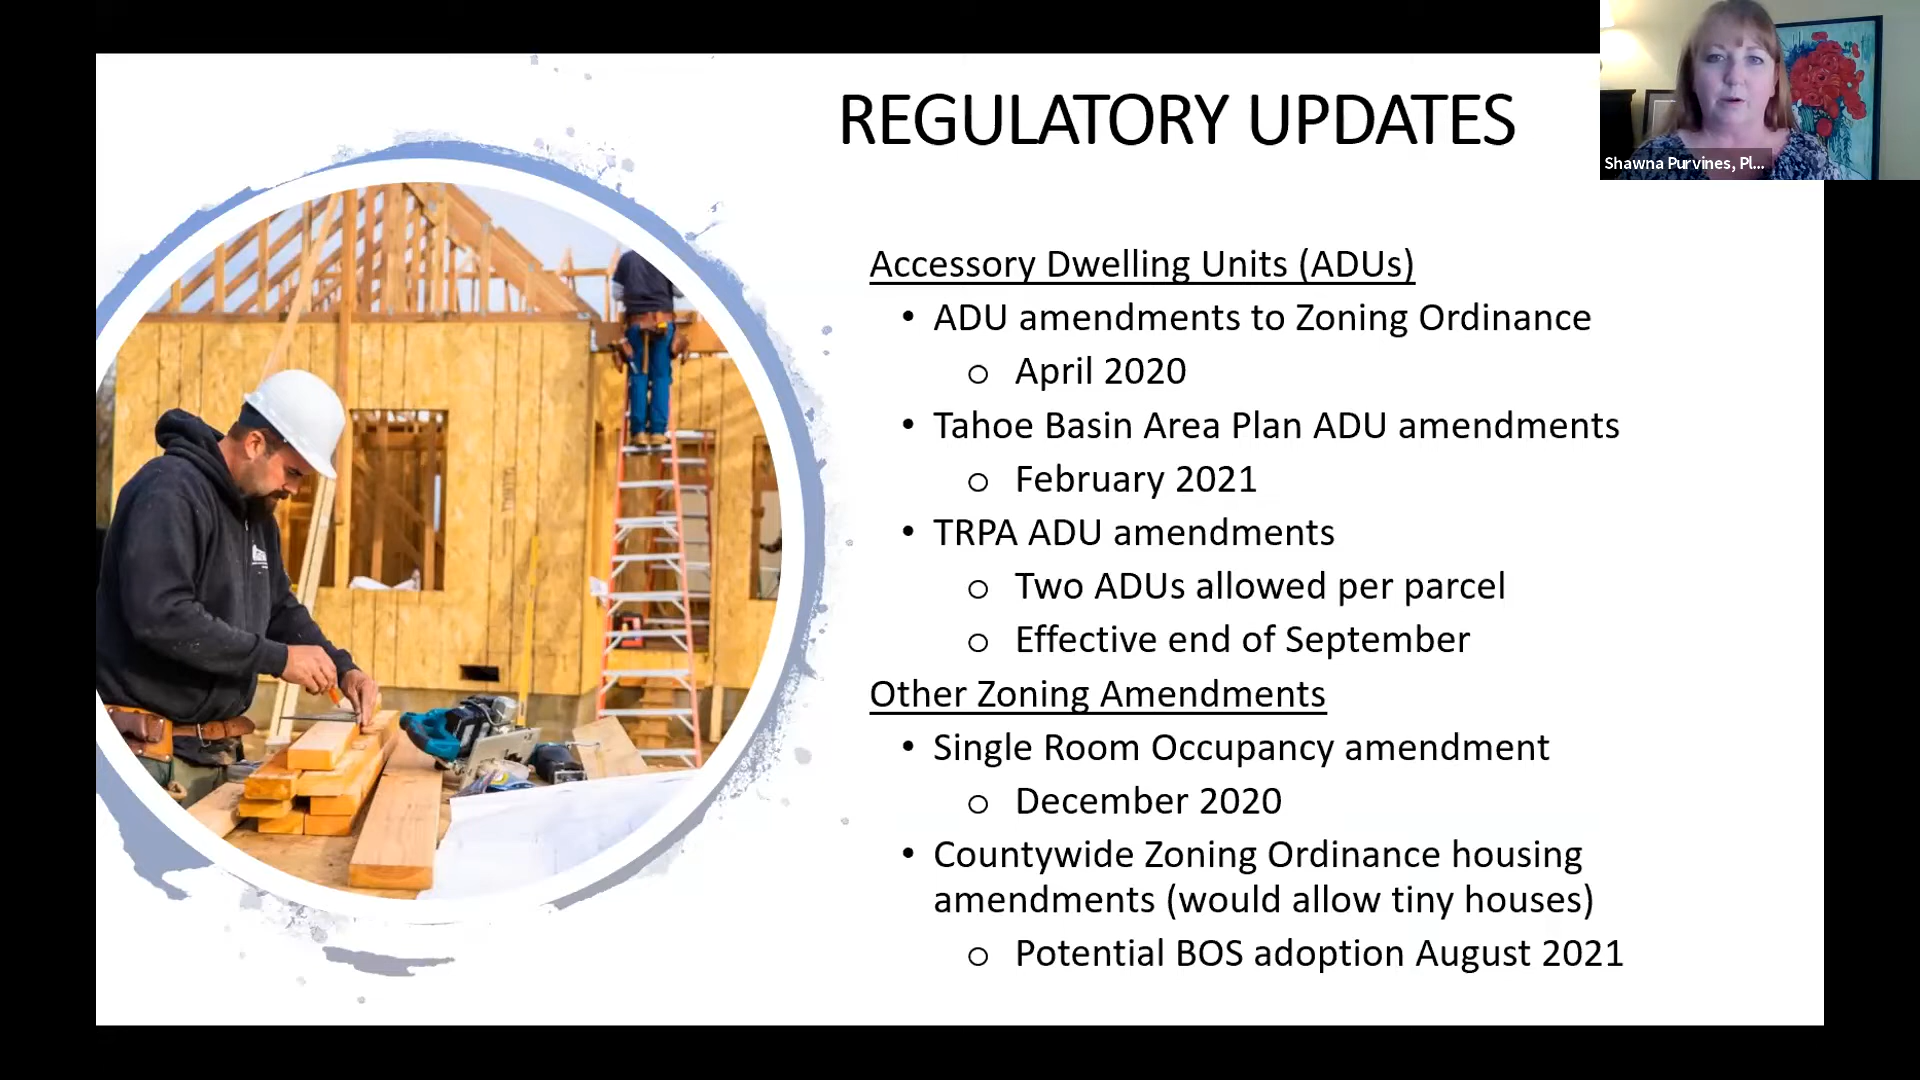 REGULATORY UPDATES
Shawna Purvines, Pl...
Accessory Dwelling Units (ADUs)
• ADU amendments to Zoning Ordinance
o April 2020
• Tahoe Basin Area Plan ADU amendments
o February 2021
• TRPA ADU amendments
o Two ADUs allowed per parcel
o Effective end of September
Other Zoning Amendments
• Single Room Occupancy amendment
o December 2020
• Countywide Zoning Ordinance housing
amendments (would allow tiny houses)
o Potential BOS adoption August 2021